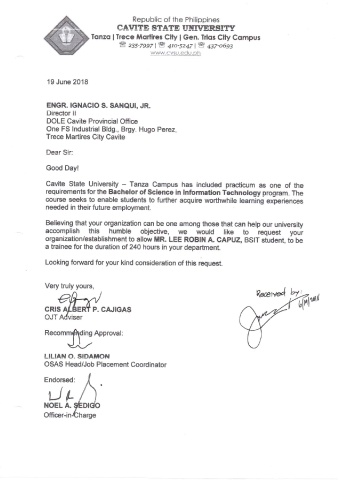 Republic of the Philippines
CAVITE STATE UNIVERSITY
Tanza | Trece Martires City | Gen. Trias City Campus
☎ 235-7997 | ☎ 410-5247 | ☎ 437-0693
www.cvsu.edu.ph
19 June 2018
ENGR. IGNACIO S. SANQUI, JR.
Director II
DOLE Cavite Provincial Office
One FS Industrial Bldg., Brgy. Hugo Perez,
Trece Martires City Cavite
Dear Sir:
Good Day!
Cavite State University – Tanza Campus has included practicum as one of the
requirements for the Bachelor of Science in Information Technology program. The
course seeks to enable students to further acquire worthwhile learning experiences
needed in their future employment.
Believing that your organization can be one among those that can help our university
accomplish this humble objective, we would like to request your
organization/establishment to allow MR. LEE ROBIN A. CAPUZ, BSIT student, to be
a trainee for the duration of 240 hours in your department.
Looking forward for your kind consideration of this request.
Very truly yours,
CRIS ALBERT P. CAJIGAS
OJT Adviser
Received by:
Recommending Approval:
LILIAN O. SIDAMON
OSAS Head/Job Placement Coordinator
Endorsed:
NOEL A. SEDIGO
Officer-in-Charge